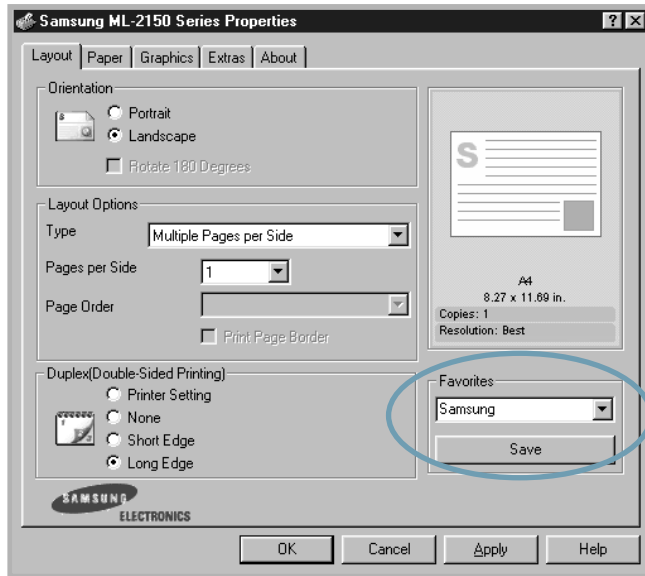 Samsung ML-2150 Series Properties
Layout Paper Graphics Extras About
Orientation
Portrait
Landscape
Rotate 180 Degrees
Layout Options
Type Multiple Pages per Side
Pages per Side 1
Page Order
Print Page Border
Duplex(Double-Sided Printing)
Printer Setting
None
Short Edge
Long Edge
S
A4
8.27 x 11.69 in.
Copies: 1
Resolution: Best
Favorites
Samsung
Save
SAMSUNG
ELECTRONICS
OK Cancel Apply Help